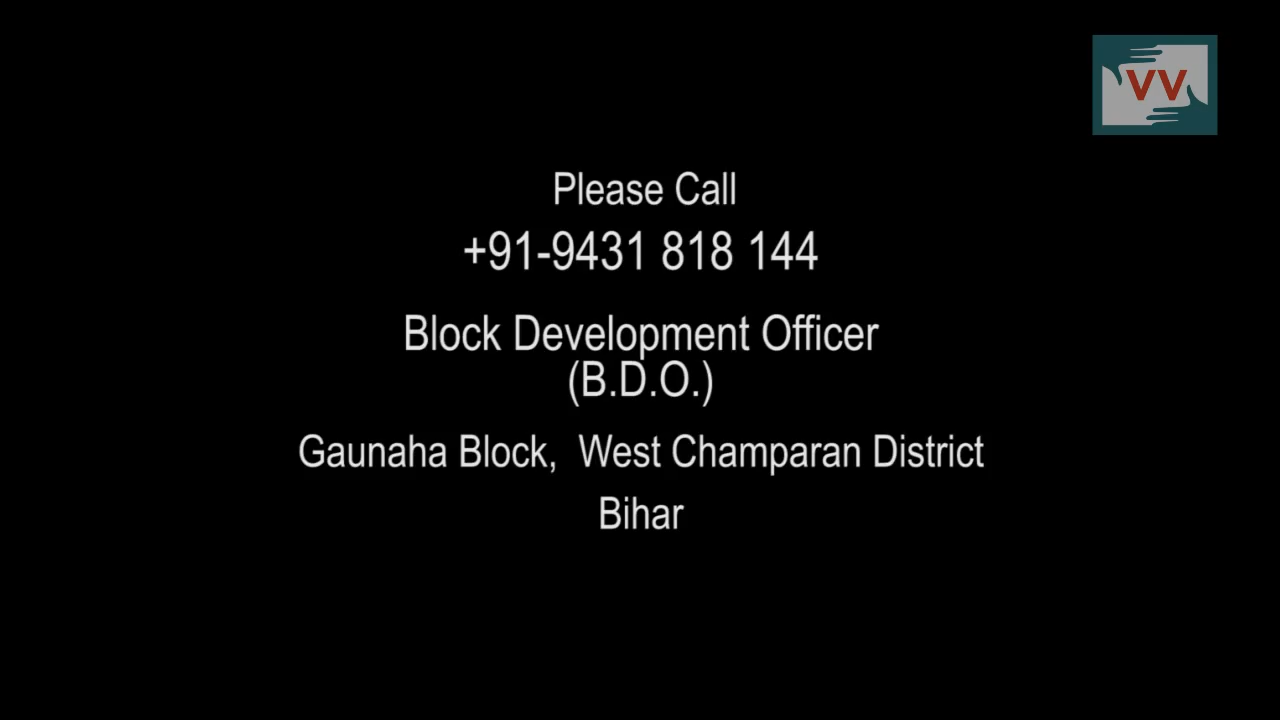 VV
Please Call
+91-9431 818 144
Block Development Officer
(B.D.O.)
Gaunaha Block,  West Champaran District
Bihar